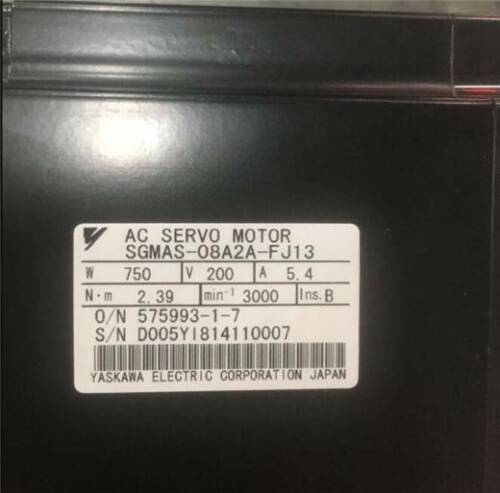 AC SERVO MOTOR
SGMAS-08A2A-FJ13
W 750 V 200 A 5.4
N·m 2.39 min⁻¹ 3000 Ins.B
O/N 575993-1-7
S/N D005YI814110007
YASKAWA ELECTRIC CORPORATION JAPAN